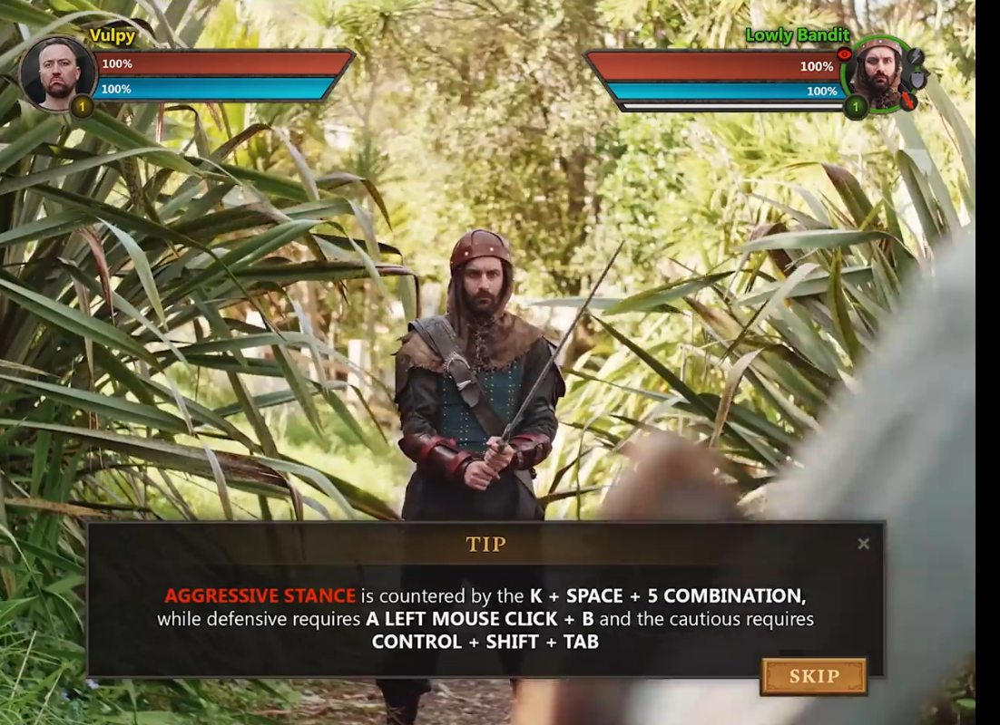 Vulpy
100%
100%
1
Lowly Bandit
100%
100%
1
TIP
AGGRESSIVE STANCE is countered by the K + SPACE + 5 COMBINATION,
while defensive requires A LEFT MOUSE CLICK + B and the cautious requires
CONTROL + SHIFT + TAB
SKIP